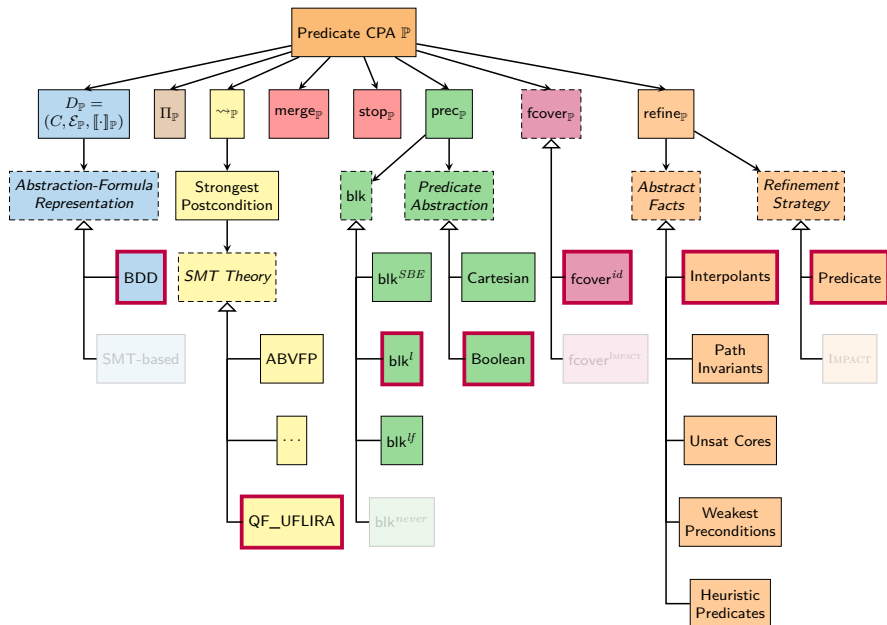 Predicate CPA ℙ
D_ℙ =
(C, ℰ_ℙ, ⟦·⟧_ℙ)
Π_ℙ
⇝_ℙ
merge_ℙ
stop_ℙ
prec_ℙ
fcover_ℙ
refine_ℙ
Abstraction-Formula
Representation
Strongest
Postcondition
blk
Predicate
Abstraction
Abstract
Facts
Refinement
Strategy
BDD
SMT Theory
blk^SBE
Cartesian
fcover^id
Interpolants
Predicate
SMT-based
ABVFP
blk^l
Boolean
fcover^IMPACT
Path
Invariants
IMPACT
...
blk^lf
Unsat Cores
QF_UFLIRA
blk^never
Weakest
Preconditions
Heuristic
Predicates